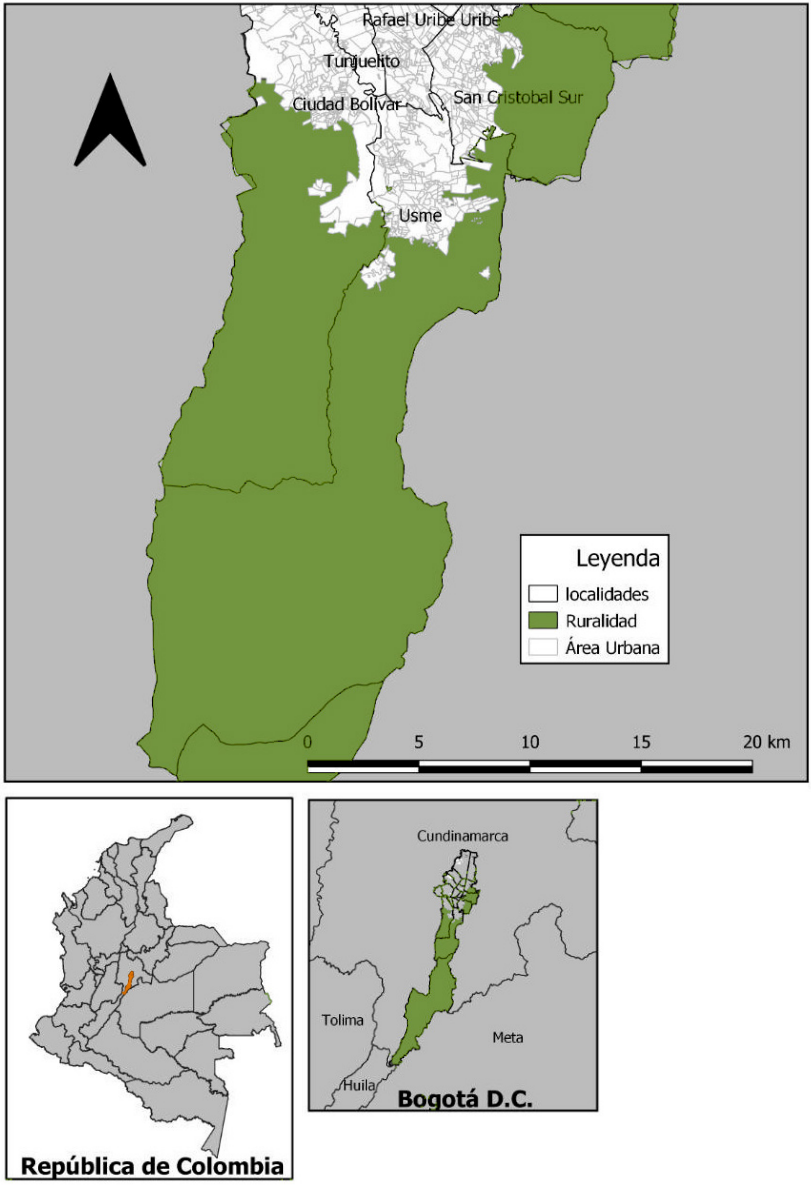 Rafael Uribe Uribe
Tunjuelito
Ciudad Bolívar
San Cristobal Sur
Usme
Leyenda
localidades
Ruralidad
Área Urbana
0 5 10 15 20 km
Cundinamarca
Tolima
Meta
Huila
Bogotá D.C.
República de Colombia